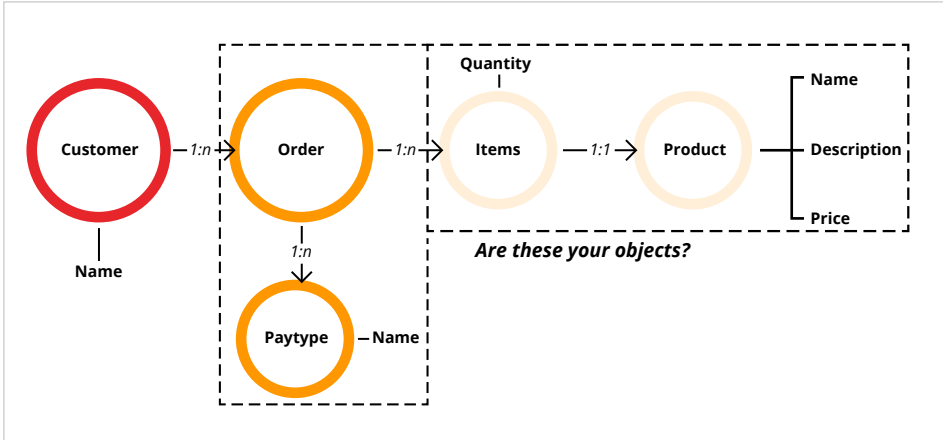 Quantity
Name
Customer
1:n
Order
1:n
Items
1:1
Product
Description
Price
Are these your objects?
1:n
Name
Paytype
Name